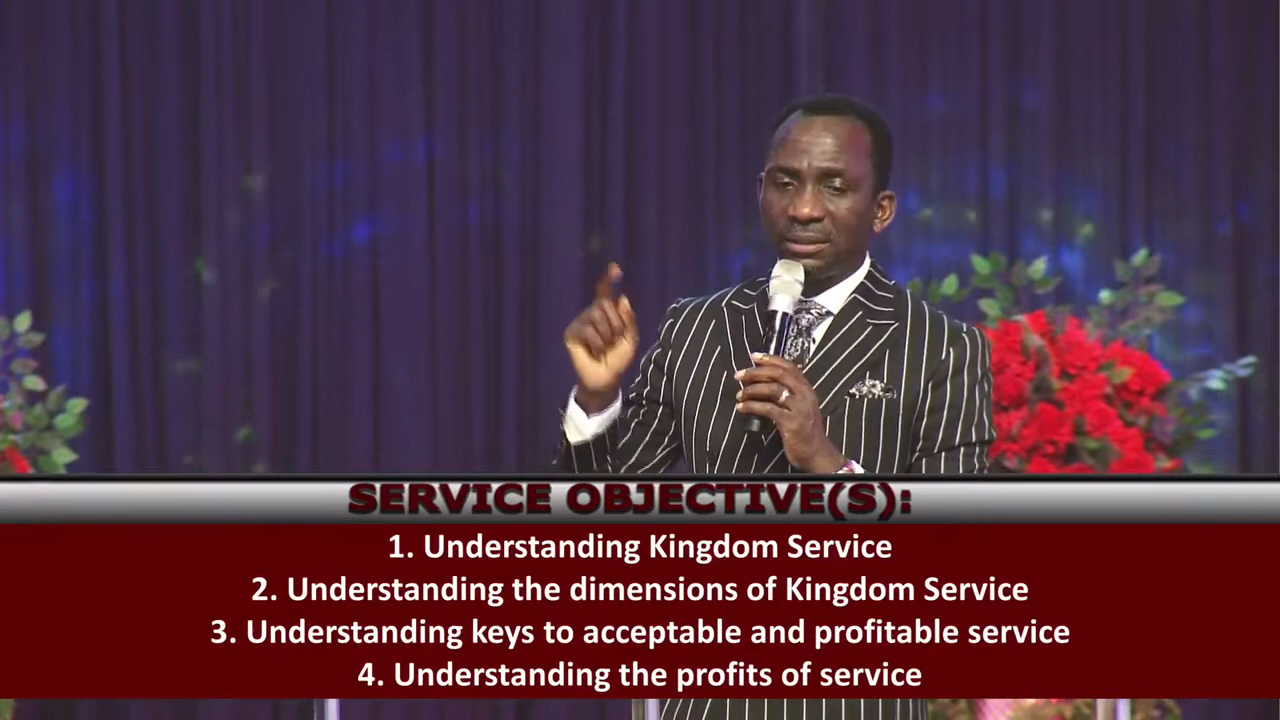 SERVICE OBJECTIVE(S):
1. Understanding Kingdom Service
2. Understanding the dimensions of Kingdom Service
3. Understanding keys to acceptable and profitable service
4. Understanding the profits of service